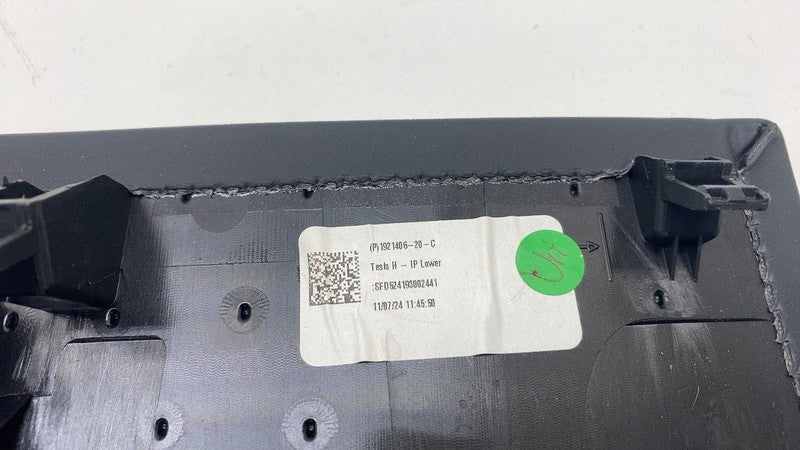 (P)1921406-20-C
Tesla H - IP Lower
:SFD524193002441
11/07/24 11:45:50